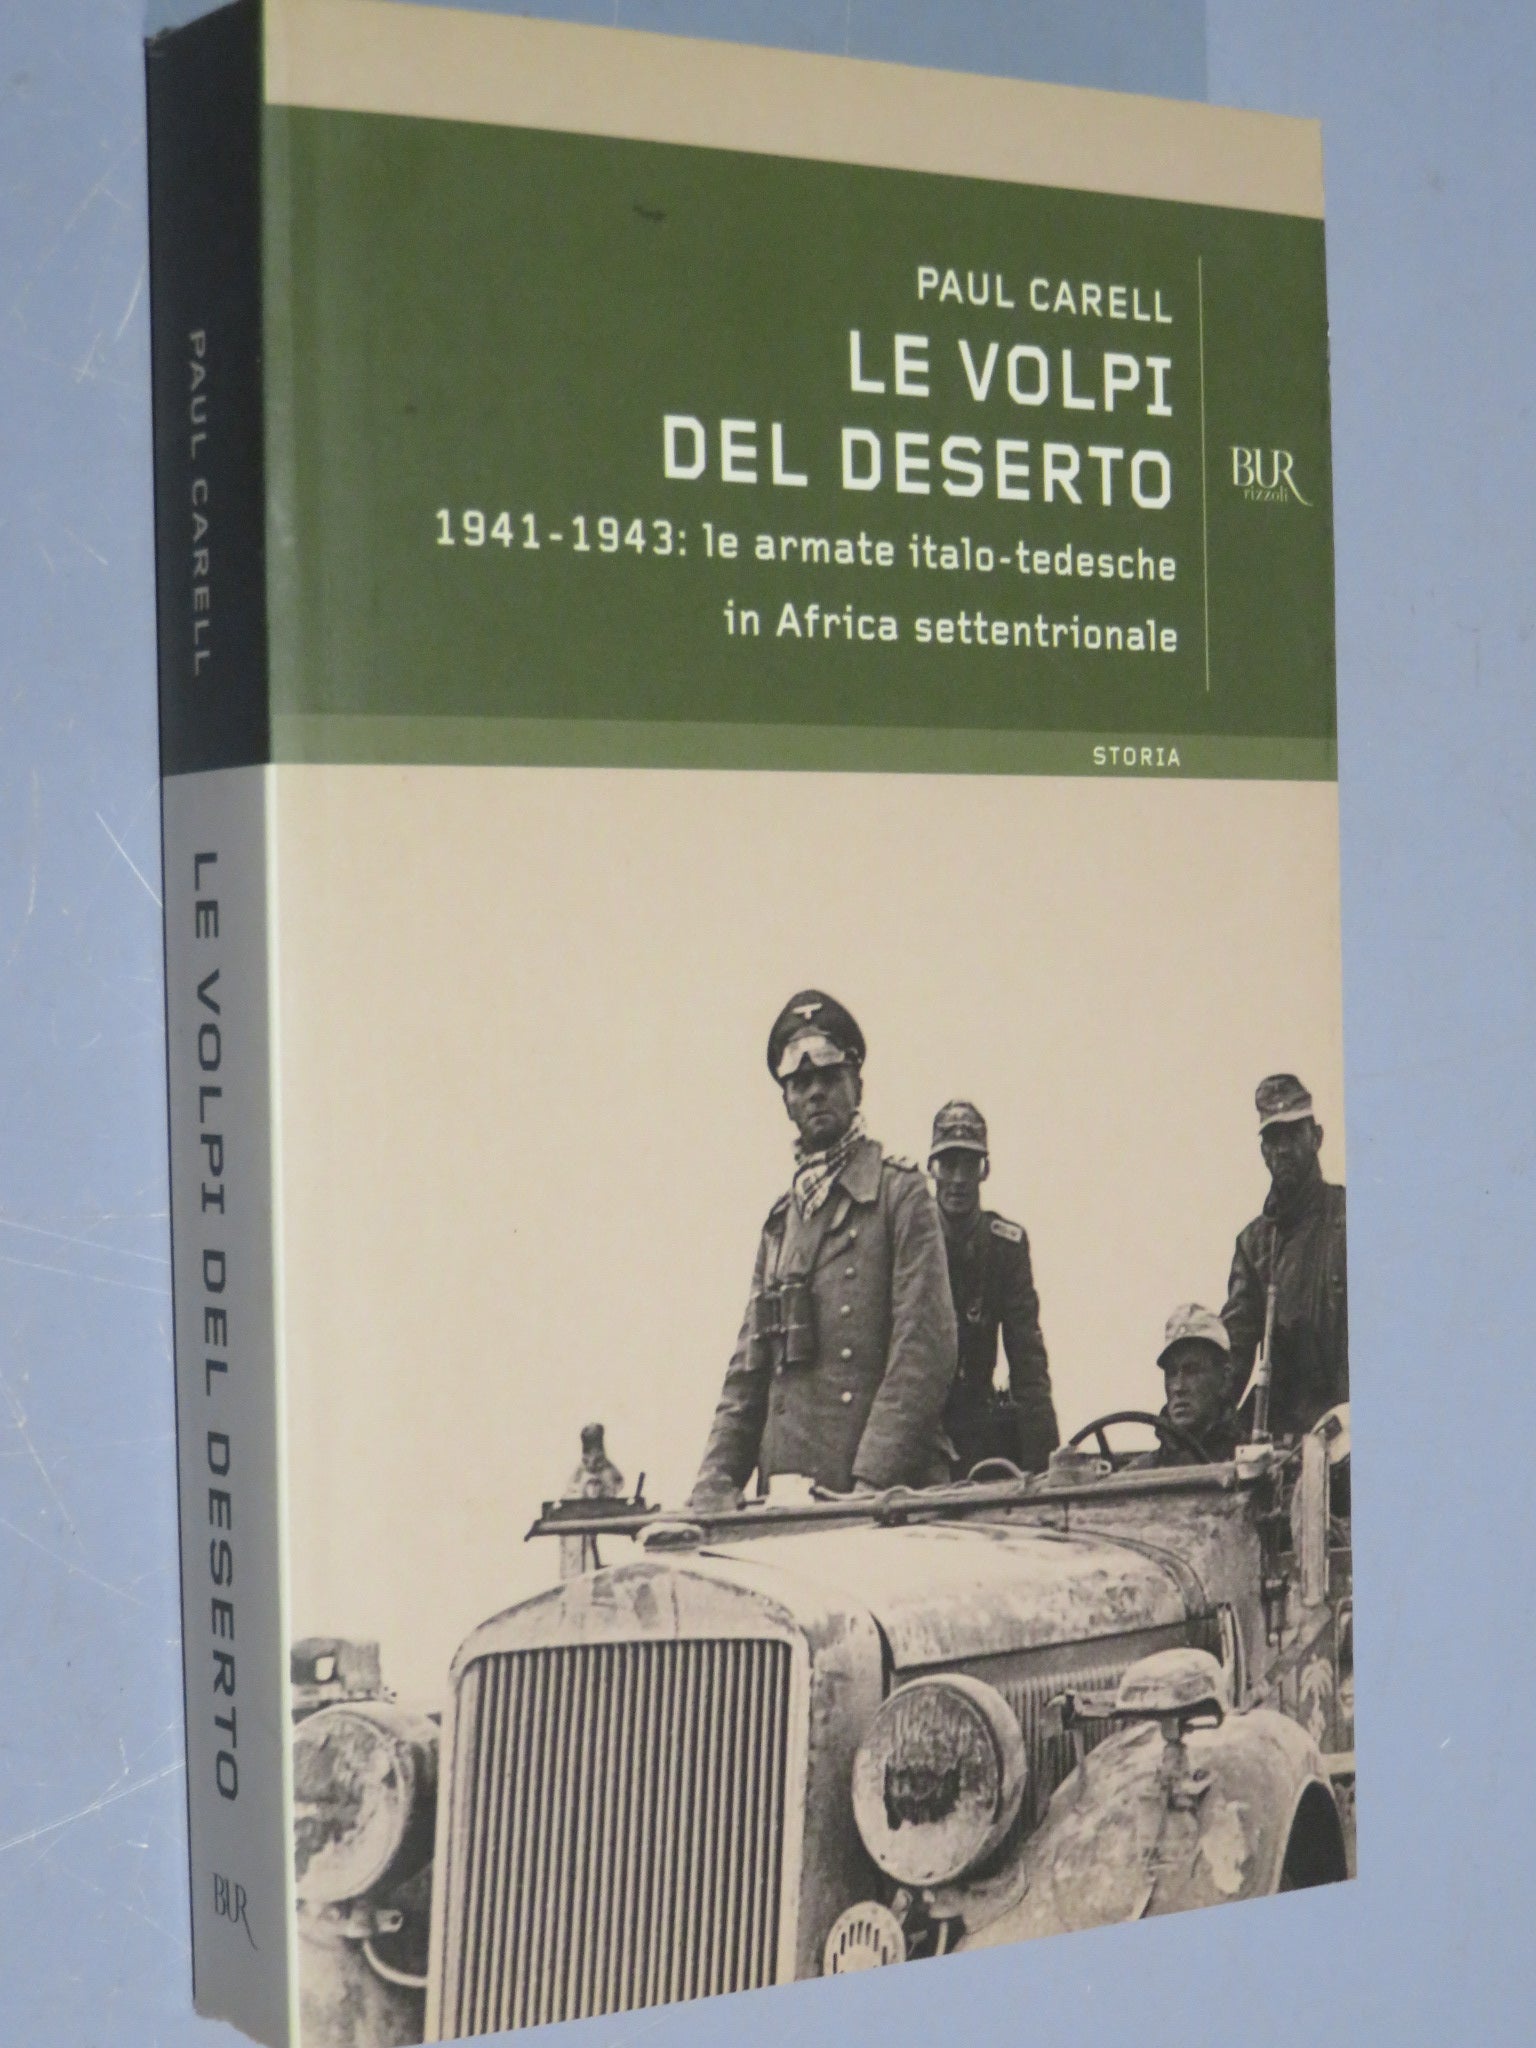 PAUL CARELL
LE VOLPI
DEL DESERTO
1941-1943: le armate italo-tedesche
in Africa settentrionale
BUR
rizzoli
STORIA
PAUL CARELL
LE VOLPI DEL DESERTO
BUR